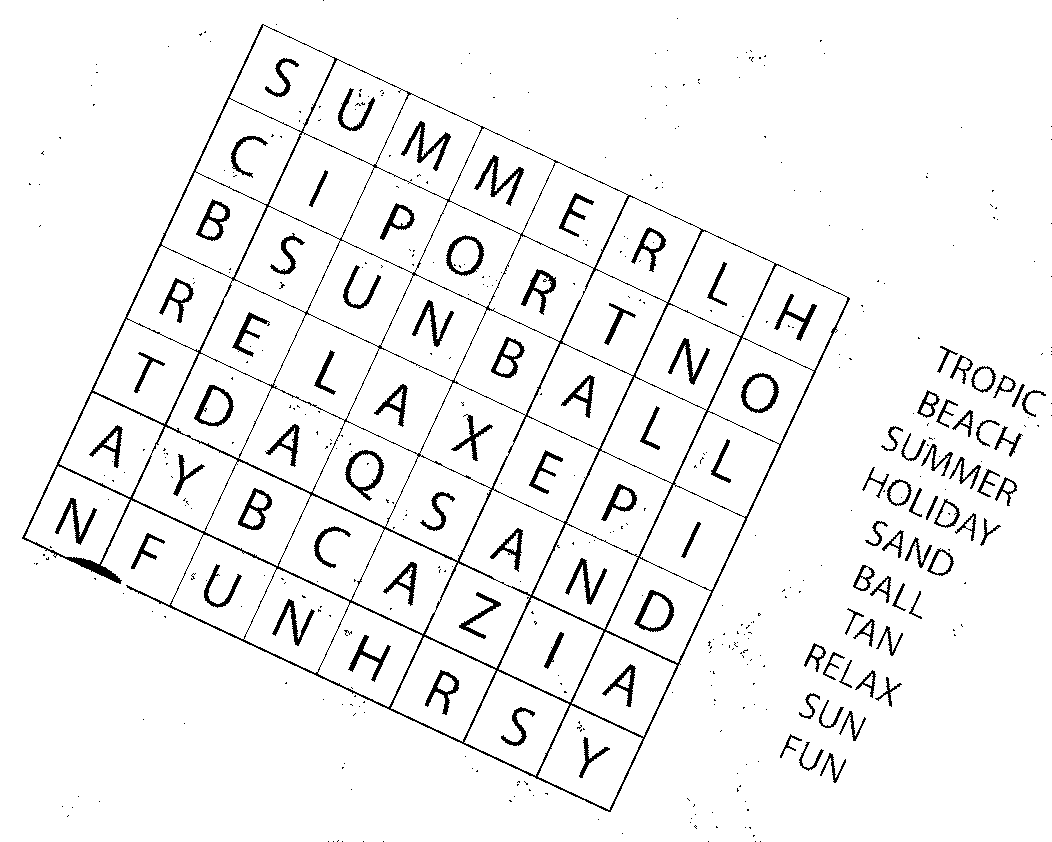 S U M M E R L H
C I P O R T N O
B S U N B A L L
R E L A X E P I
T D A Q S A N D
A Y B C A Z I A
N F U N H R S Y
TROPIC
BEACH
SUMMER
HOLIDAY
SAND
BALL
TAN
RELAX
SUN
FUN